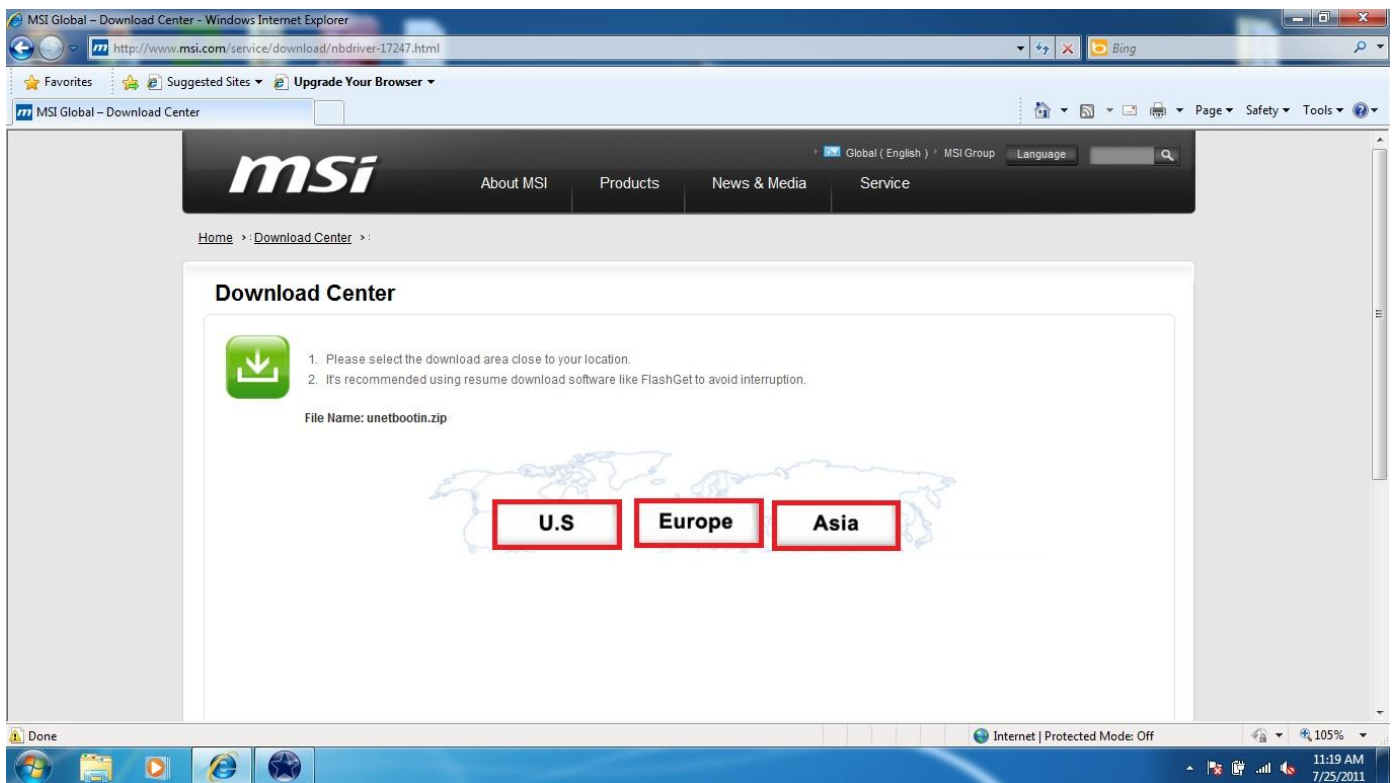 MSI Global – Download Center - Windows Internet Explorer
http://www.msi.com/service/download/nbdriver-17247.html
Bing
Favorites
Suggested Sites
Upgrade Your Browser
MSI Global – Download Center
Page
Safety
Tools
msi
Global ( English )
MSI Group
Language
About MSI
Products
News & Media
Service
Home > : Download Center > :
Download Center
1. Please select the download area close to your location.
2. It's recommended using resume download software like FlashGet to avoid interruption.
File Name: unetbootin.zip
U.S
Europe
Asia
Done
Internet | Protected Mode: Off
105%
11:19 AM
7/25/2011